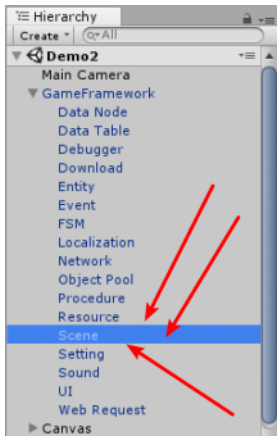 Hierarchy
Create All
Demo2
Main Camera
GameFramework
Data Node
Data Table
Debugger
Download
Entity
Event
FSM
Localization
Network
Object Pool
Procedure
Resource
Scene
Setting
Sound
UI
Web Request
Canvas